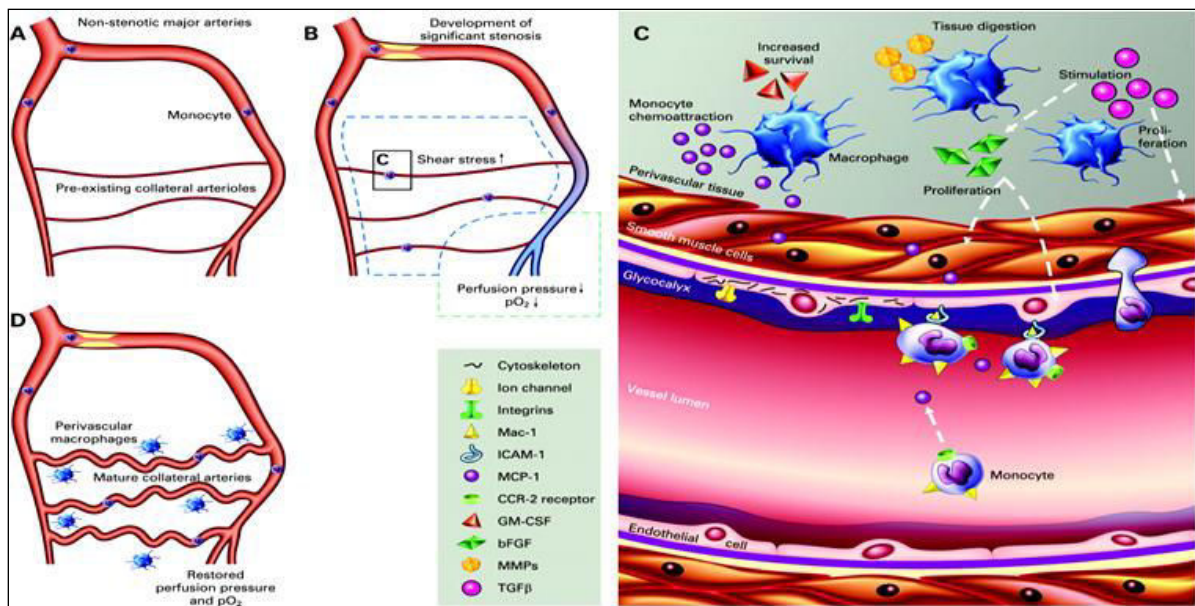 A
Non-stenotic major arteries
Monocyte
Pre-existing collateral arterioles
B
Development of
significant stenosis
C
Shear stress ↑
Perfusion pressure↓
pO₂ ↓
D
Perivascular
macrophages
Mature collateral arteries
Restored
perfusion pressure
and pO₂
Cytoskeleton
Ion channel
Integrins
Mac-1
ICAM-1
MCP-1
CCR-2 receptor
GM-CSF
bFGF
MMPs
TGFβ
C
Increased
survival
Tissue digestion
Stimulation
Monocyte
chemoattraction
Macrophage
Proli-
feration
Proliferation
Perivascular tissue
Smooth muscle cells
Glycocalyx
Vessel lumen
Monocyte
Endothelial cell